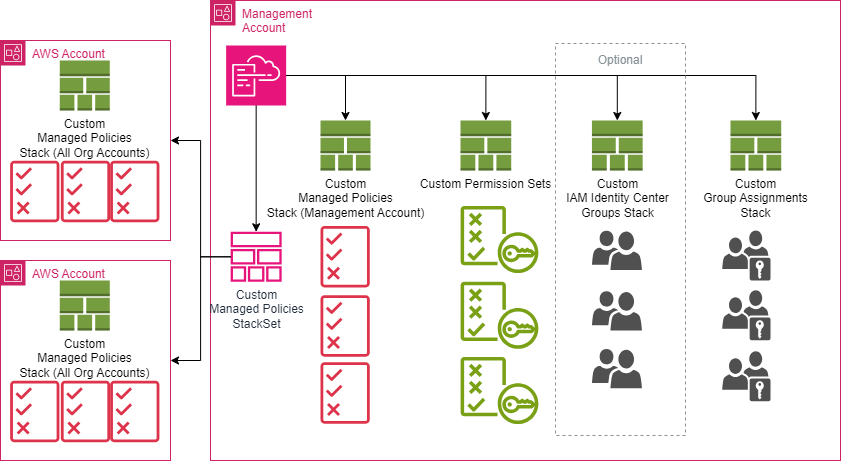 Management
Account
AWS Account
Custom
Managed Policies
Stack (All Org Accounts)
AWS Account
Custom
Managed Policies
Stack (All Org Accounts)
Custom
Managed Policies
StackSet
Custom
Managed Policies
Stack (Management Account)
Custom Permission Sets
Optional
Custom
IAM Identity Center
Groups Stack
Custom
Group Assignments
Stack